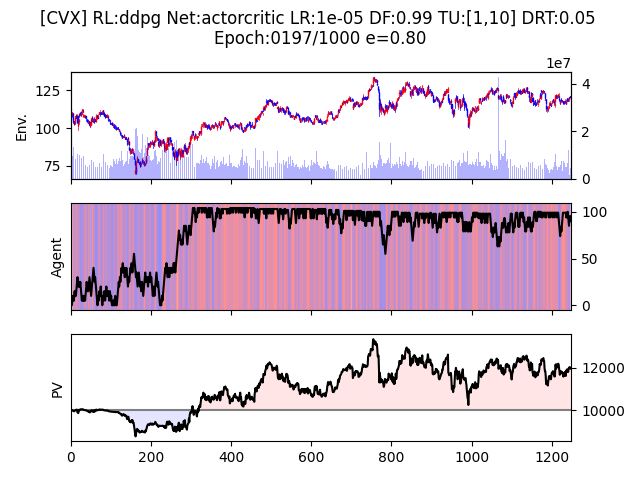 [CVX] RL:ddpg Net:actorcritic LR:1e-05 DF:0.99 TU:[1,10] DRT:0.05
Epoch:0197/1000 e=0.80
1e7
125
100
75
Env.
4
2
0
Agent
100
50
0
PV
12000
10000
0 200 400 600 800 1000 1200